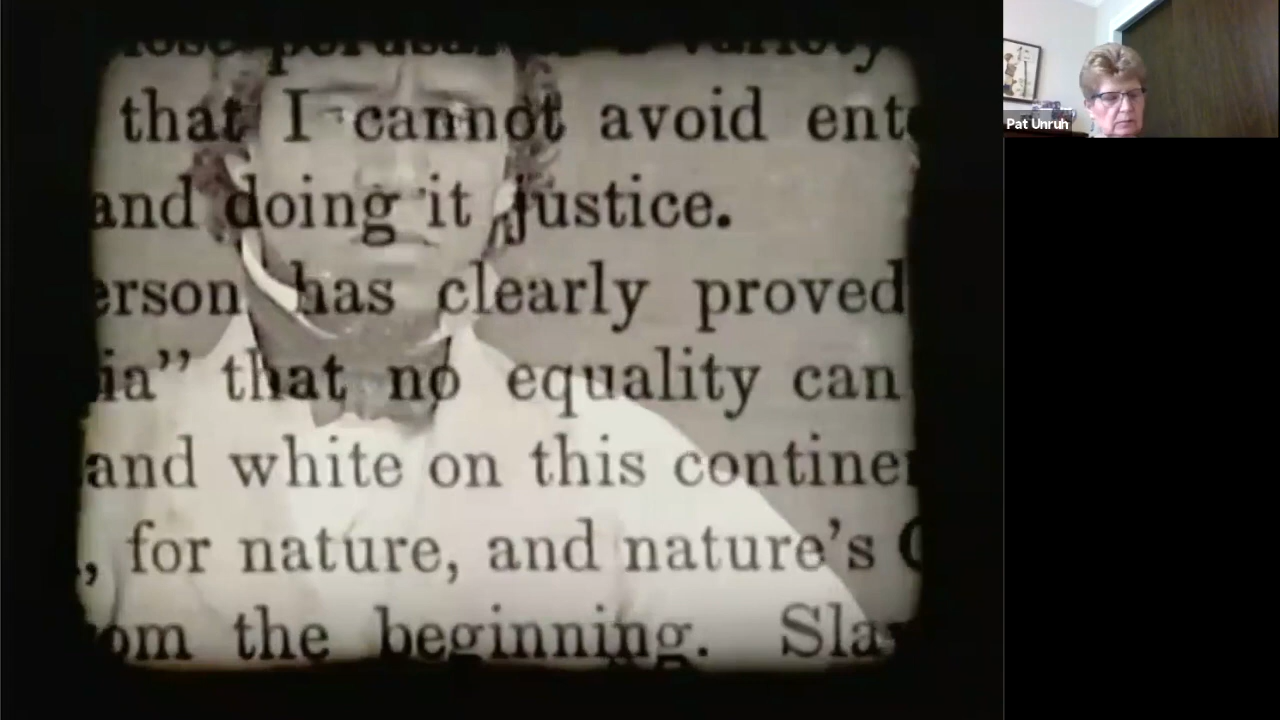 that I cannot avoid ent
and doing it justice.
erson has clearly proved
ia” that no equality can
and white on this continen
, for nature, and nature’s C
om the beginning. Slav
Pat Unruh